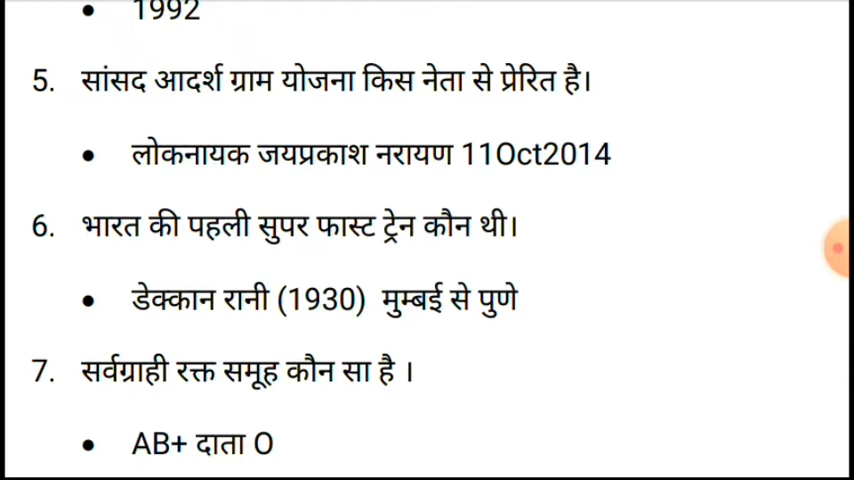 • 1992
5. सांसद आदर्श ग्राम योजना किस नेता से प्रेरित है।
• लोकनायक जयप्रकाश नरायण 11Oct2014
6. भारत की पहली सुपर फास्ट ट्रेन कौन थी।
• डेक्कान रानी (1930) मुम्बई से पुणे
7. सर्वग्राही रक्त समूह कौन सा है ।
• AB+ दाता O